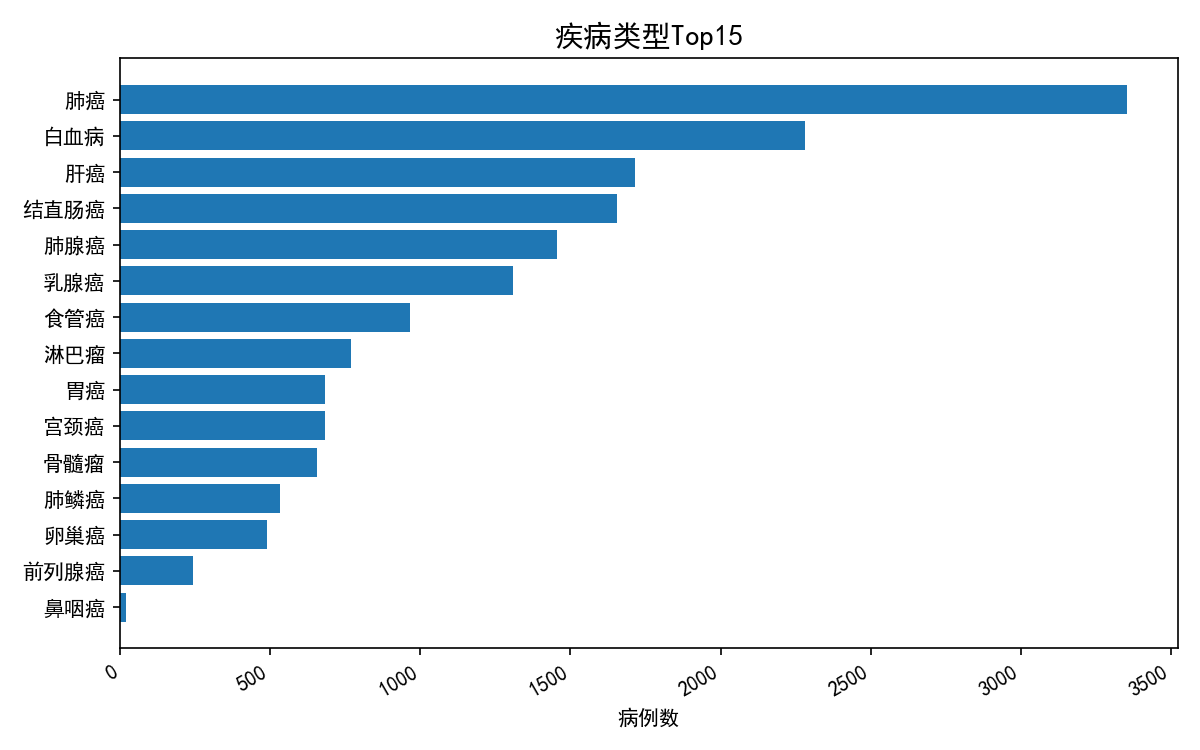 疾病类型Top15
肺癌
白血病
肝癌
结直肠癌
肺腺癌
乳腺癌
食管癌
淋巴瘤
胃癌
宫颈癌
骨髓瘤
肺鳞癌
卵巢癌
前列腺癌
鼻咽癌
0 500 1000 1500 2000 2500 3000 3500
病例数